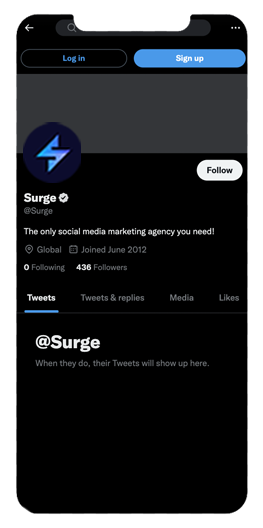 Log in
Sign up
Follow
Surge
@Surge
The only social media marketing agency you need!
Global Joined June 2012
0 Following 436 Followers
Tweets Tweets & replies Media Likes
@Surge
When they do, their Tweets will show up here.